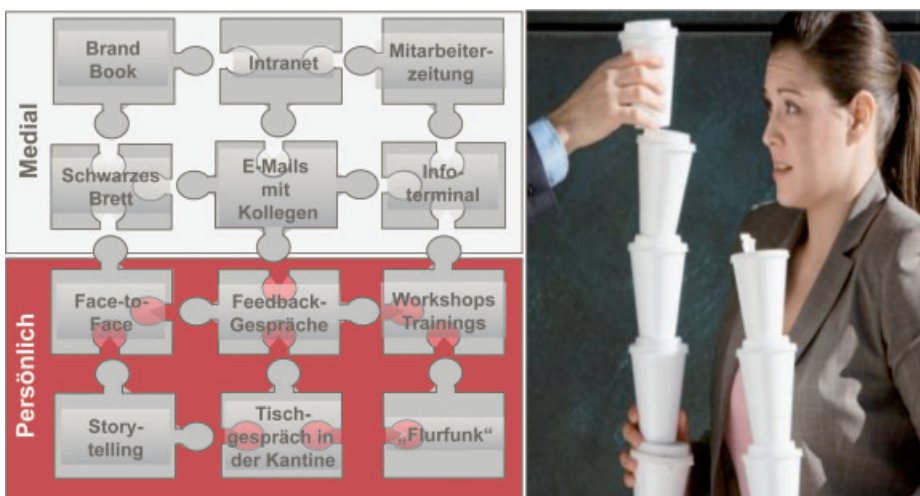 Medial
Brand
Book
Intranet
Mitarbeiter-
zeitung
Schwarzes
Brett
E-Mails
mit
Kollegen
Info-
terminal
Persönlich
Face-to-
Face
Feedback-
Gespräche
Workshops
Trainings
Story-
telling
Tisch-
gespräch in
der Kantine
„Flurfunk“